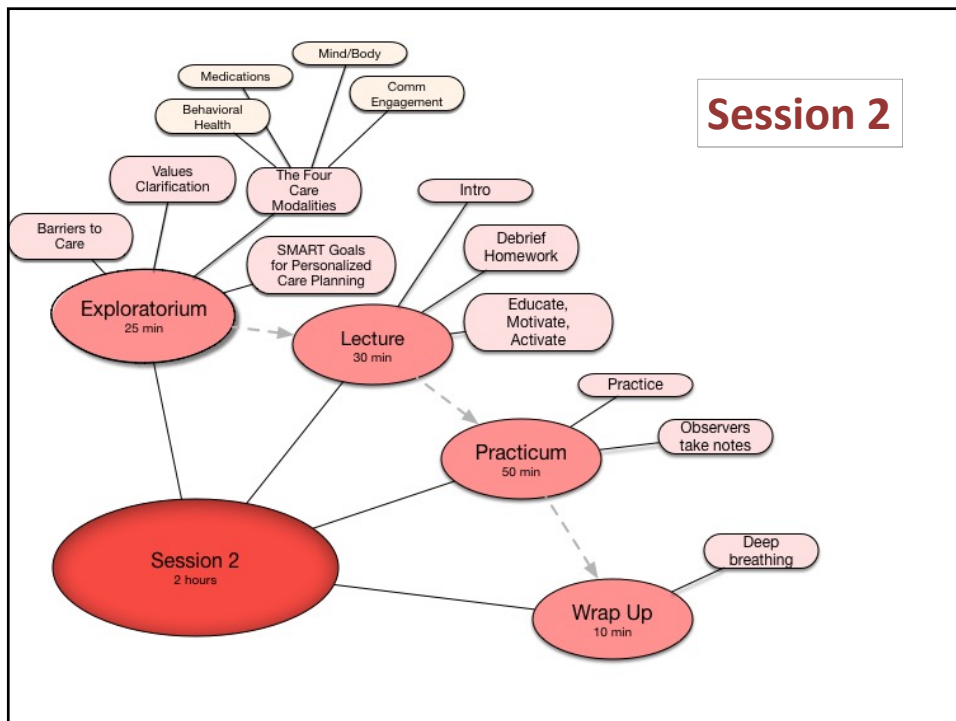 Session 2
Mind/Body
Medications
Comm
Engagement
Behavioral
Health
Values
Clarification
The Four
Care
Modalities
Barriers to
Care
SMART Goals
for Personalized
Care Planning
Exploratorium
25 min
Intro
Debrief
Homework
Educate,
Motivate,
Activate
Lecture
30 min
Practice
Observers
take notes
Practicum
50 min
Session 2
2 hours
Deep
breathing
Wrap Up
10 min